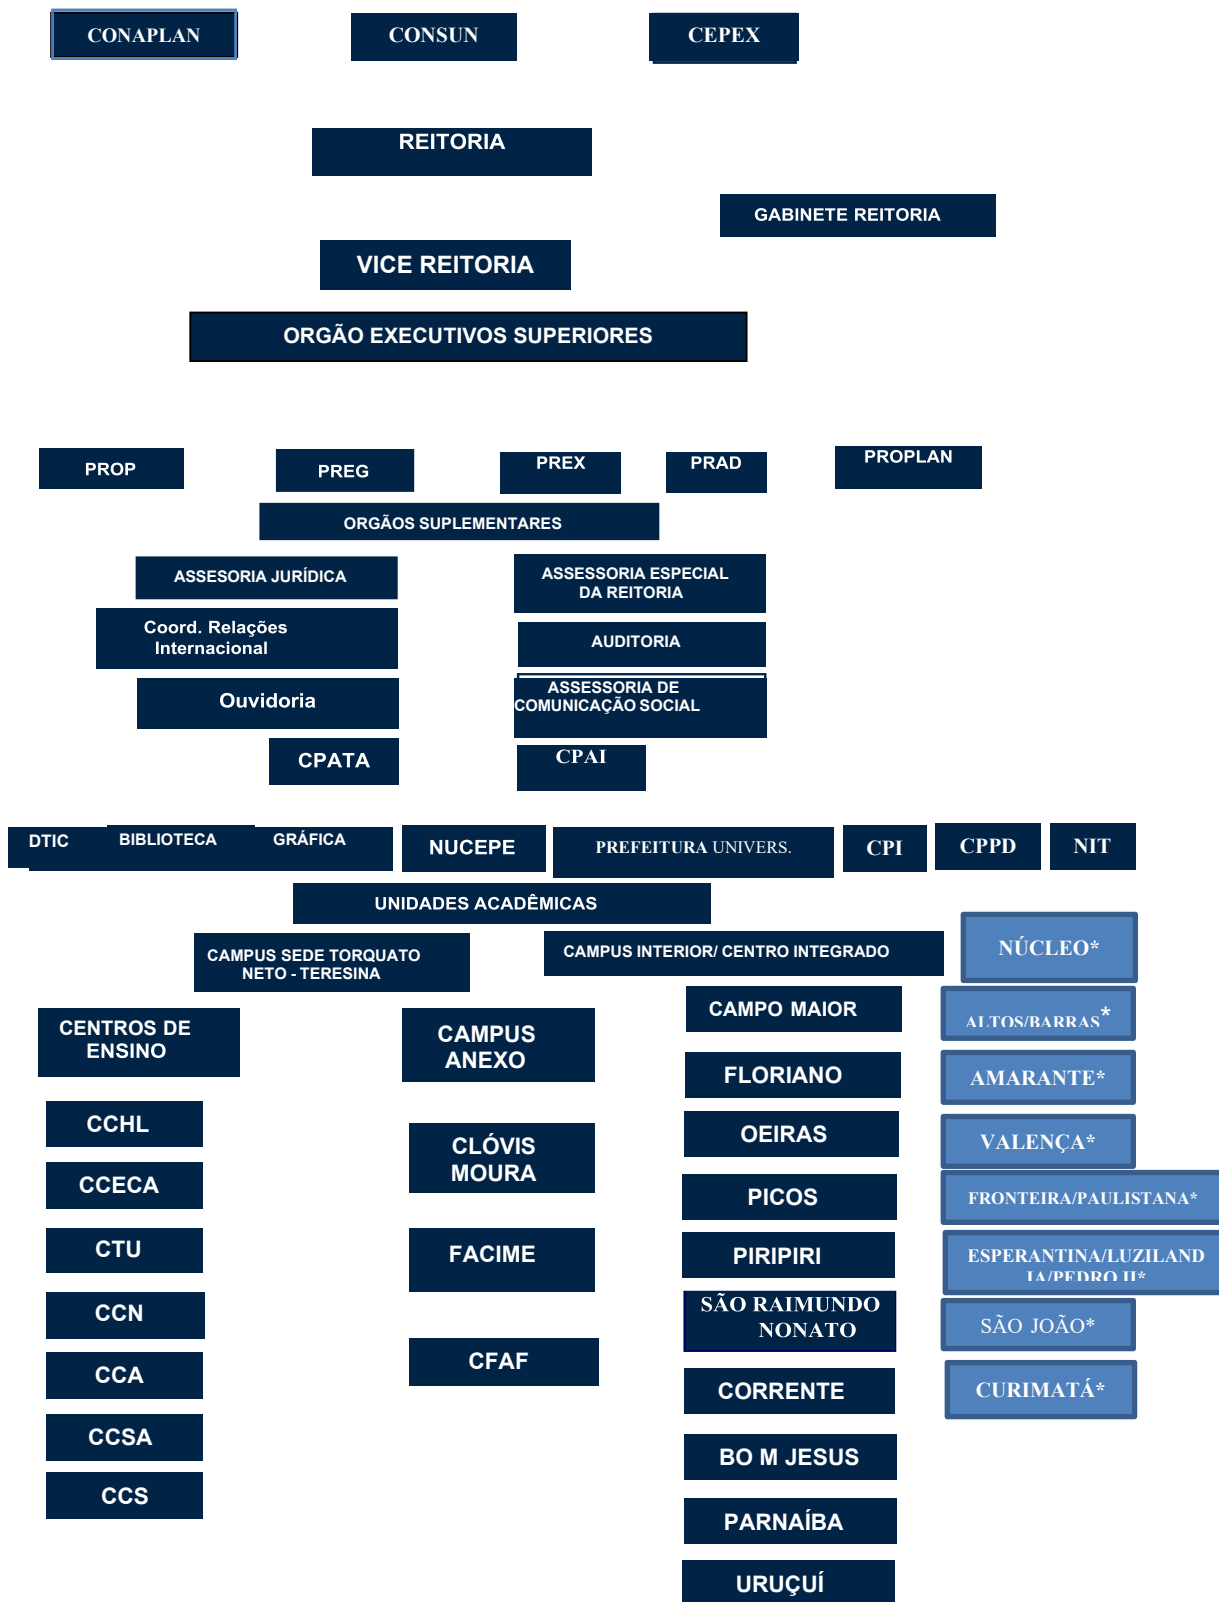 CONAPLAN
CONSUN
CEPEX
REITORIA
GABINETE REITORIA
VICE REITORIA
ORGÃO EXECUTIVOS SUPERIORES
PROP
PREG
PREX
PRAD
PROPLAN
ORGÃOS SUPLEMENTARES
ASSESORIA JURÍDICA
ASSESSORIA ESPECIAL
DA REITORIA
Coord. Relações
Internacional
AUDITORIA
Ouvidoria
ASSESSORIA DE
COMUNICAÇÃO SOCIAL
CPATA
CPAI
DTIC
BIBLIOTECA
GRÁFICA
NUCEPE
PREFEITURA UNIVERS.
CPI
CPPD
NIT
UNIDADES ACADÊMICAS
CAMPUS SEDE TORQUATO
NETO - TERESINA
CAMPUS INTERIOR/ CENTRO INTEGRADO
NÚCLEO*
CENTROS DE
ENSINO
CCHL
CCECA
CTU
CCN
CCA
CCSA
CCS
CAMPUS
ANEXO
CLÓVIS
MOURA
FACIME
CFAF
CAMPO MAIOR
FLORIANO
OEIRAS
PICOS
PIRIPIRI
SÃO RAIMUNDO
NONATO
CORRENTE
BO M JESUS
PARNAÍBA
URUÇUÍ
ALTOS/BARRAS*
AMARANTE*
VALENÇA*
FRONTEIRA/PAULISTANA*
ESPERANTINA/LUZILAND
IA/PEDRO II*
SÃO JOÃO*
CURIMATÁ*